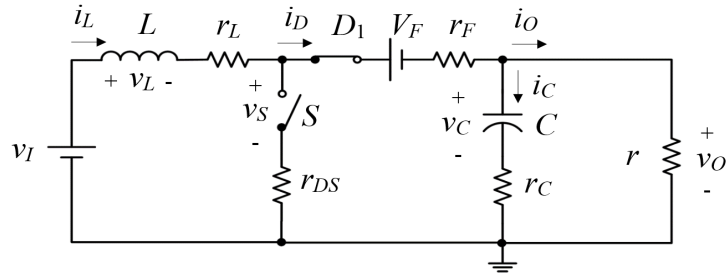 i_L L r_L i_D D_1 V_F r_F i_O
+ v_L - + v_S - S + v_C - C i_C
v_I r_DS r_C r + v_O -